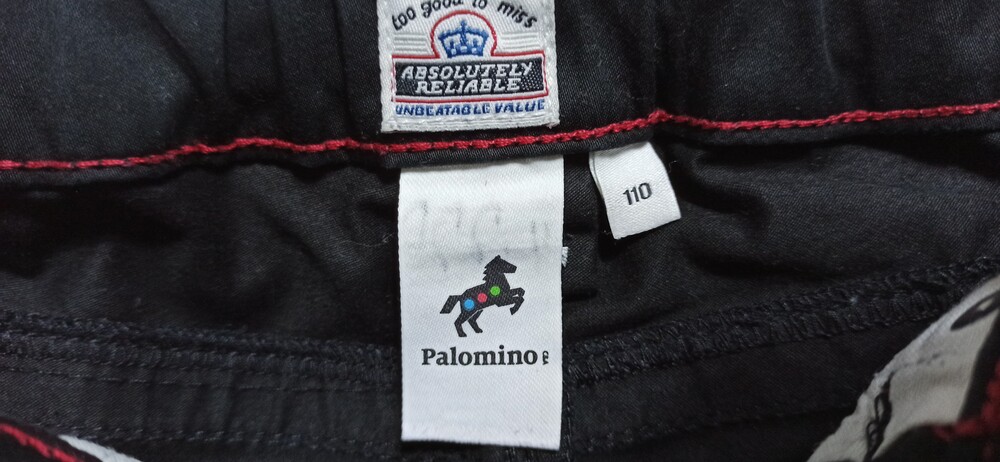 too good to miss
ABSOLUTELY
RELIABLE
UNBEATABLE VALUE
110
Palomino